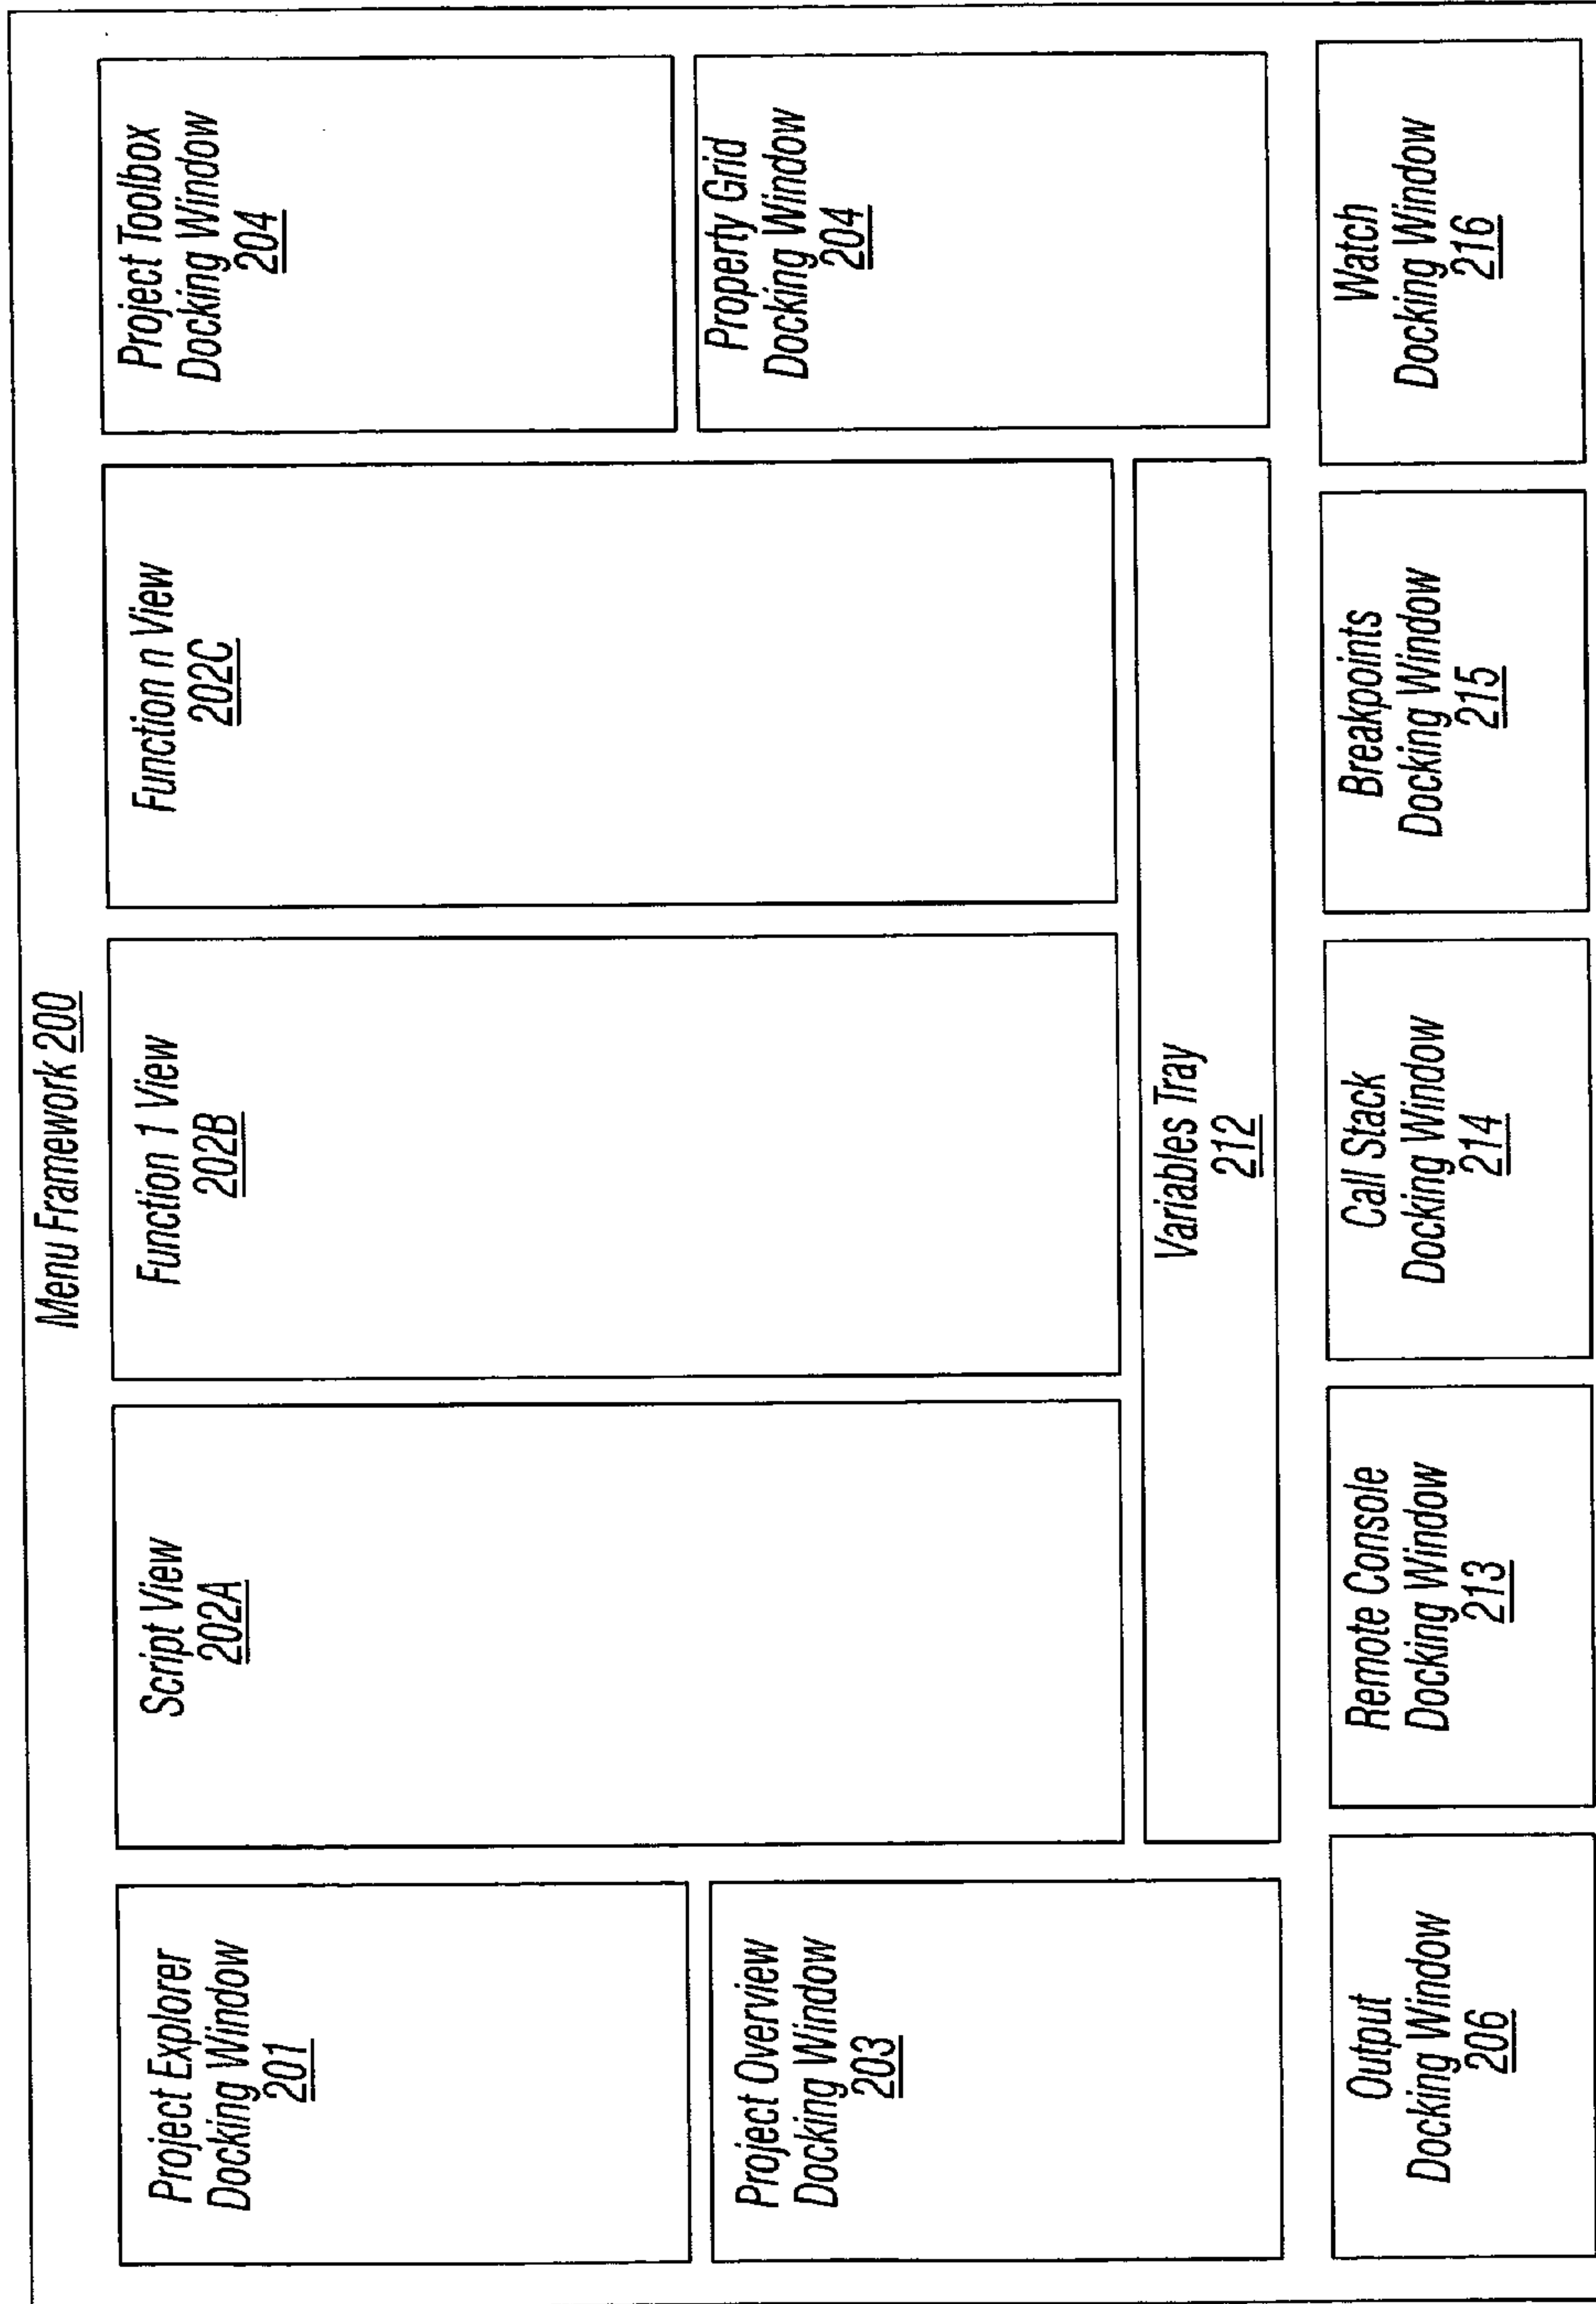 Menu Framework 200
Project Explorer
Docking Window
201
Script View
202A
Function 1 View
202B
Function n View
202C
Project Toolbox
Docking Window
204
Project Overview
Docking Window
203
Property Grid
Docking Window
204
Variables Tray
212
Output
Docking Window
206
Remote Console
Docking Window
213
Call Stack
Docking Window
214
Breakpoints
Docking Window
215
Watch
Docking Window
216